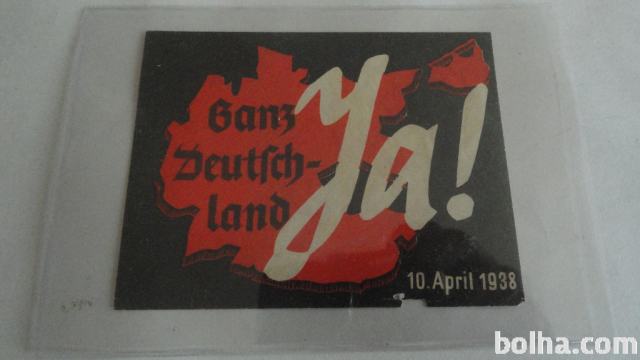 Ganz
Deutsch-
land
Ja!
10. April 1938
bolha.com